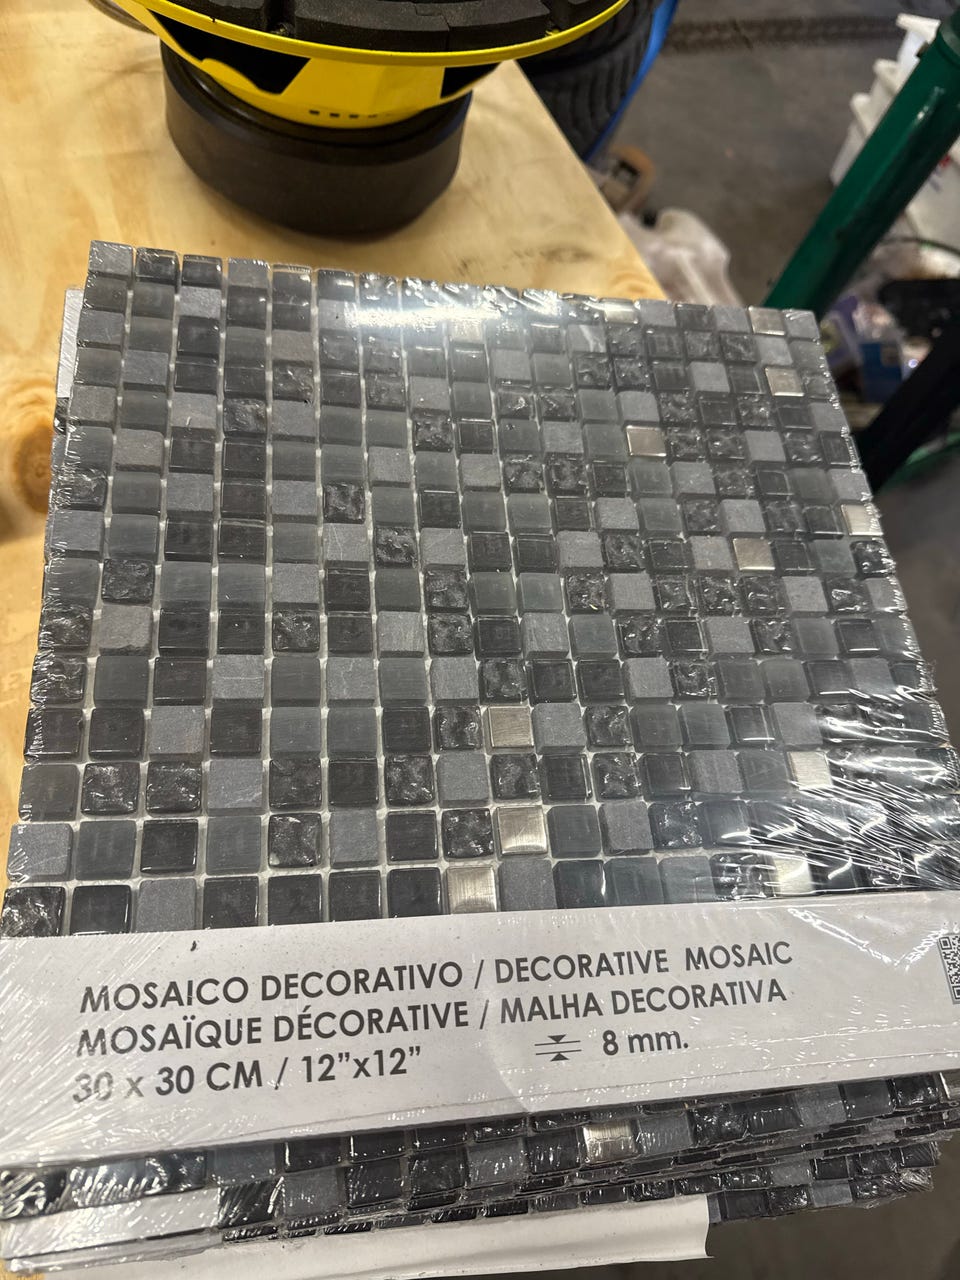 MOSAICO DECORATIVO / DECORATIVE MOSAIC
MOSAÏQUE DÉCORATIVE / MALHA DECORATIVA
30 x 30 CM / 12”x12” 8 mm.